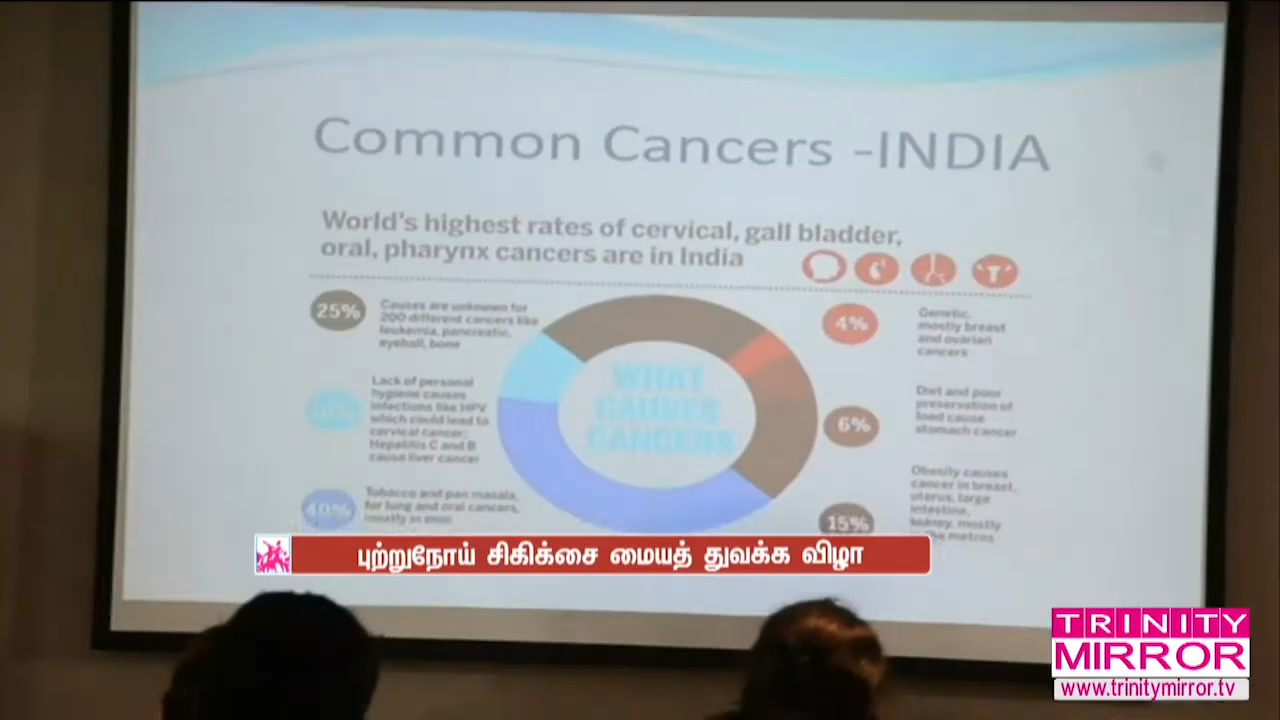 Common Cancers -INDIA
World's highest rates of cervical, gall bladder,
oral, pharynx cancers are in India
25%
Causes are unknown for
200 different cancers like
leukemia, pancreatic,
eyeball, bone
Lack of personal
hygiene causes
infections like HPV
which could lead to
cervical cancer;
Hepatitis C and B
cause liver cancer
40%
Tobacco and pan masala,
for lung and oral cancers,
mostly in men
WHAT
CAUSES
CANCERS
4%
Genetic,
mostly breast
and ovarian
cancers
6%
Diet and poor
preservation of
food cause
stomach cancer
15%
Obesity causes
cancer in breast,
uterus, large
intestine,
kidney, mostly
metros
புற்றுநோய் சிகிக்சை மையத் துவக்க விழா
TRINITY
MIRROR
www.trinitymirror.tv